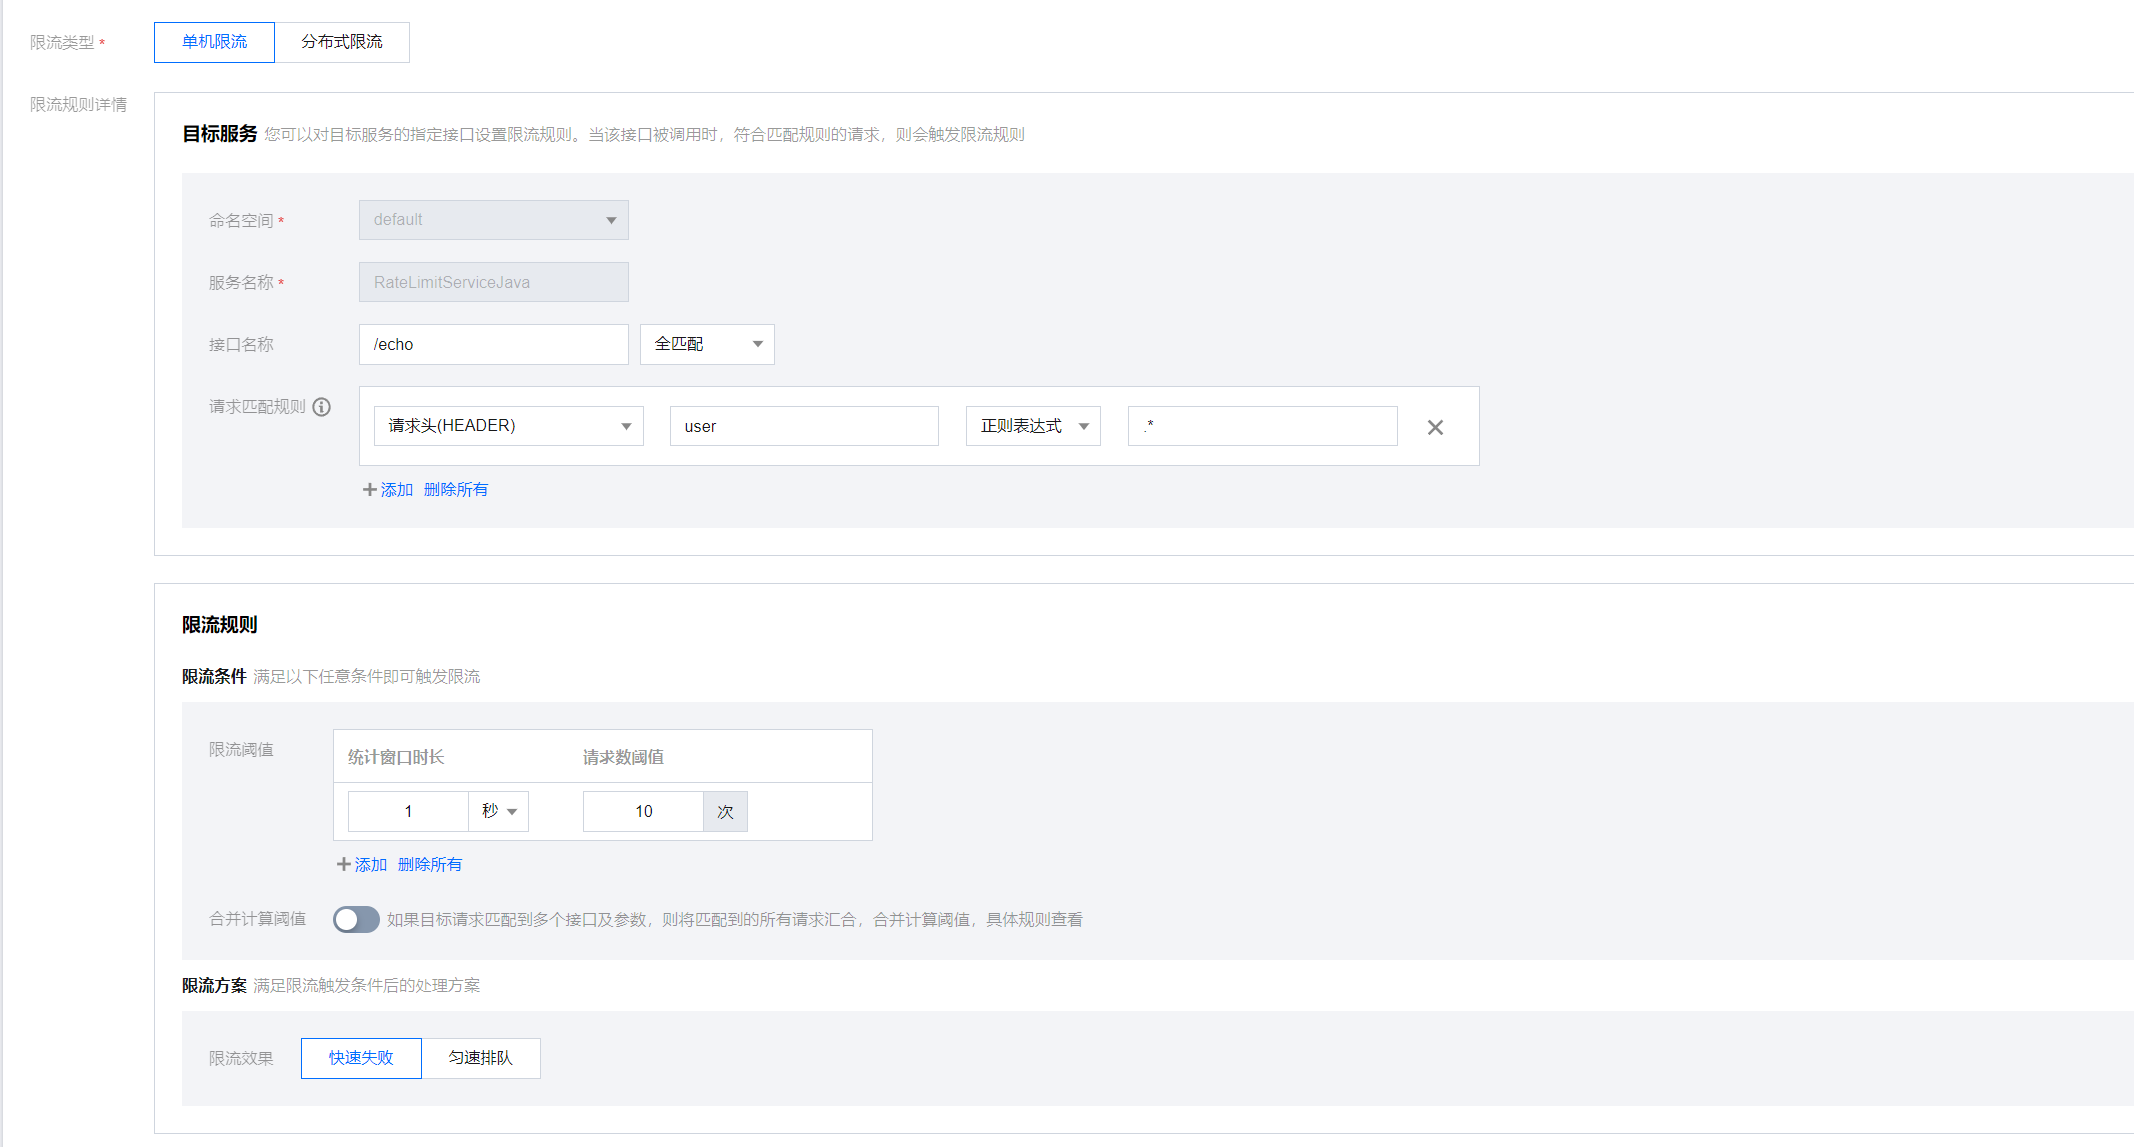 限流类型 * 单机限流 分布式限流
限流规则详情
目标服务 您可以对目标服务的指定接口设置限流规则。当该接口被调用时，符合匹配规则的请求，则会触发限流规则
命名空间 * default
服务名称 * RateLimitServiceJava
接口名称 /echo 全匹配
请求匹配规则 请求头(HEADER) user 正则表达式 .*
添加 删除所有
限流规则
限流条件 满足以下任意条件即可触发限流
限流阈值 统计窗口时长 请求数阈值
1 秒 10 次
添加 删除所有
合并计算阈值 如果目标请求匹配到多个接口及参数，则将匹配到的所有请求汇合，合并计算阈值，具体规则查看
限流方案 满足限流触发条件后的处理方案
限流效果 快速失败 匀速排队